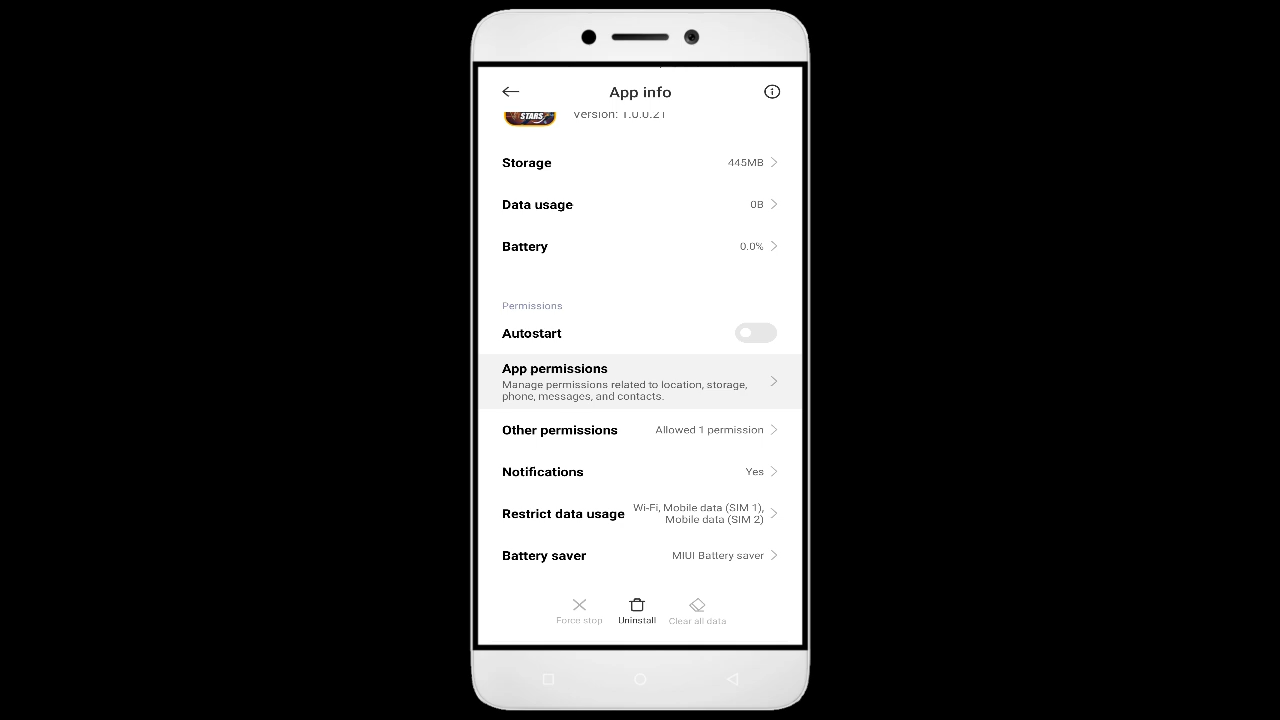 App info
STARS
Version: 1.0.0.21
Storage
445MB
Data usage
0B
Battery
0.0%
Permissions
Autostart
App permissions
Manage permissions related to location, storage,
phone, messages, and contacts.
Other permissions
Allowed 1 permission
Notifications
Yes
Restrict data usage
Wi-Fi, Mobile data (SIM 1),
Mobile data (SIM 2)
Battery saver
MIUI Battery saver
Force stop
Uninstall
Clear all data